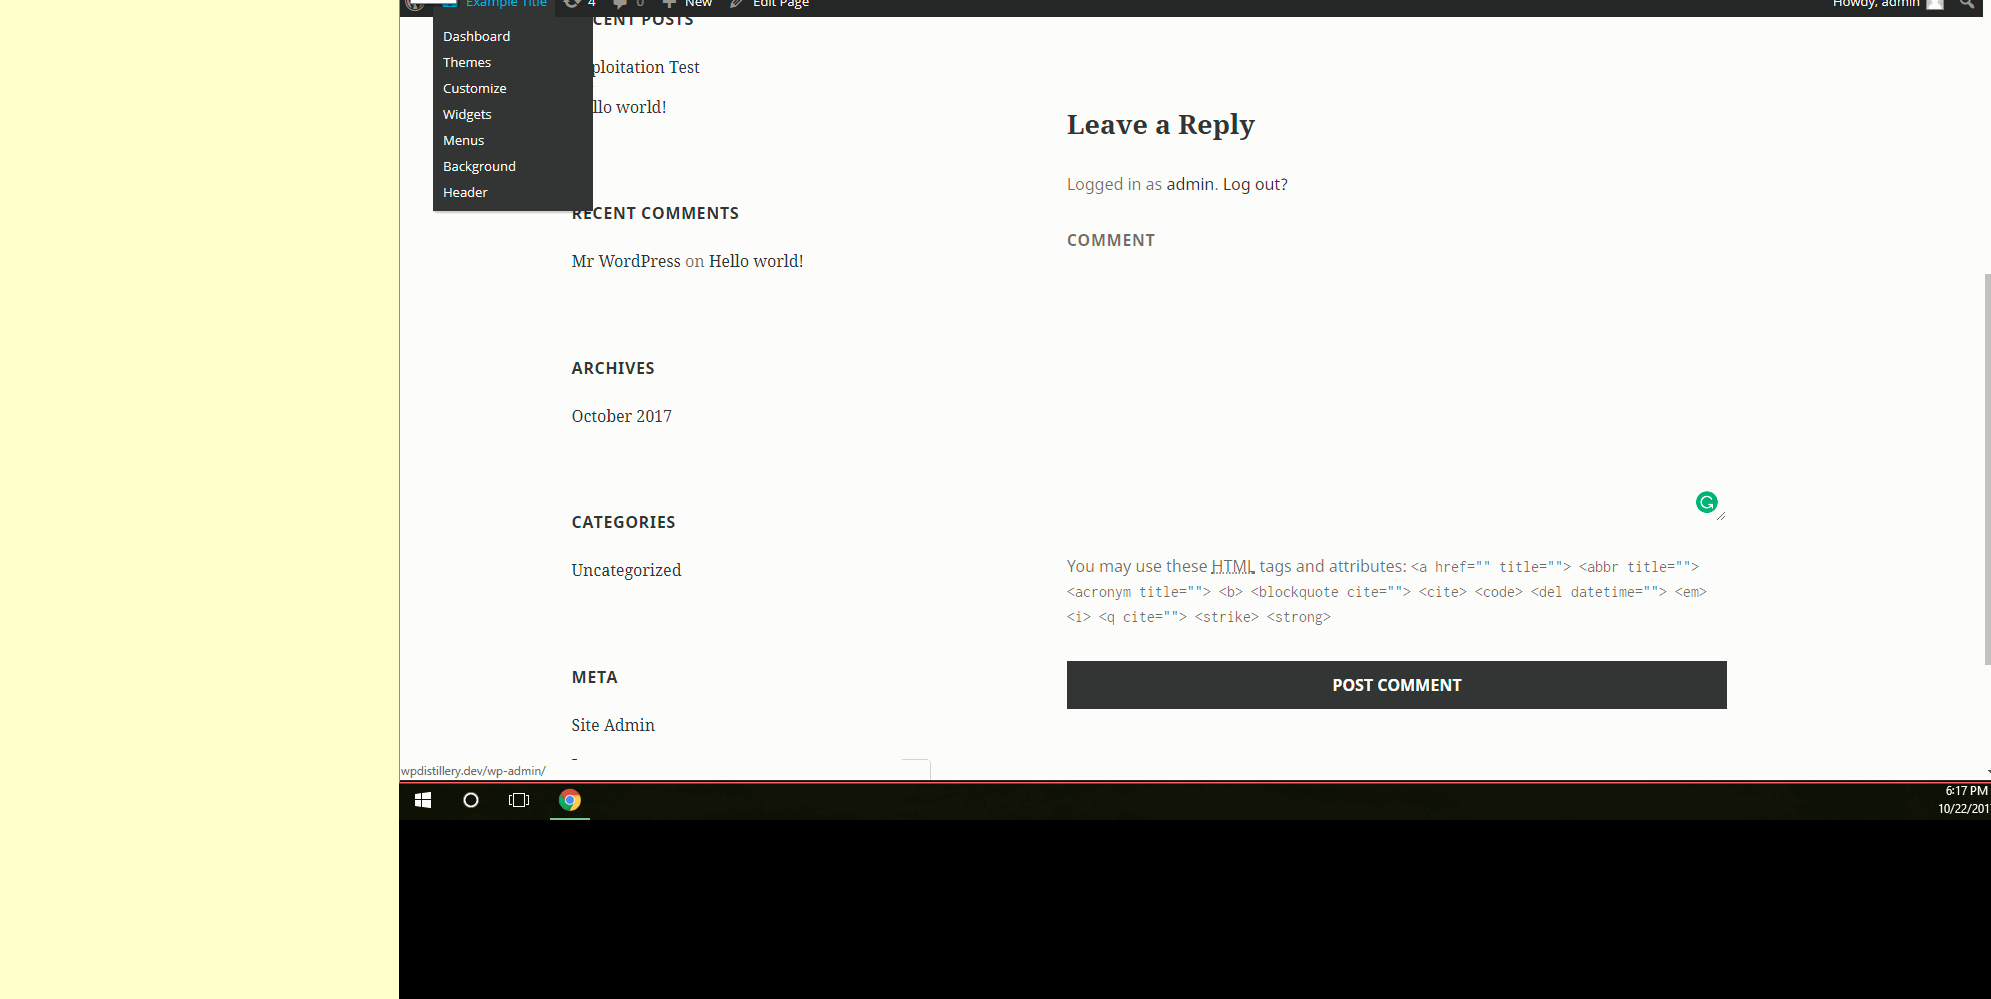 Example Title 4 0 New Edit Page Howdy, admin
Dashboard
Themes
Customize
Widgets
Menus
Background
Header
CENT POSTS
ploitation Test
llo world!
RECENT COMMENTS
Mr WordPress on Hello world!
ARCHIVES
October 2017
CATEGORIES
Uncategorized
META
Site Admin
Leave a Reply
Logged in as admin. Log out?
COMMENT
You may use these HTML tags and attributes: <a href="" title=""> <abbr title="">
<acronym title=""> <b> <blockquote cite=""> <cite> <code> <del datetime=""> <em>
<i> <q cite=""> <strike> <strong>
POST COMMENT
wpdistillery.dev/wp-admin/
6:17 PM
10/22/201